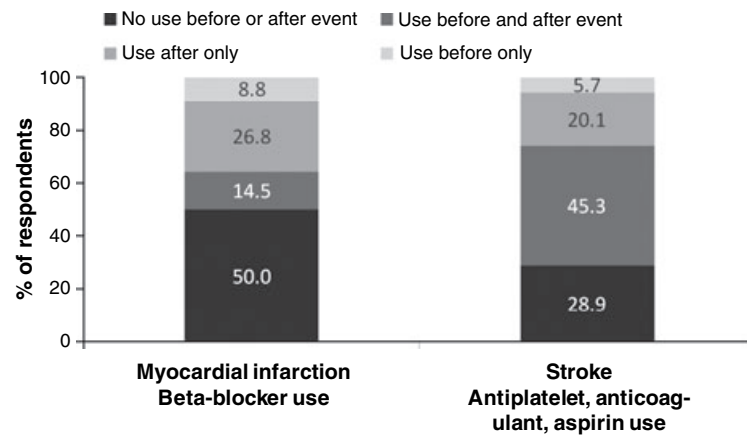 No use before or after event
Use before and after event
Use after only
Use before only
% of respondents
100
80
60
40
20
0
8.8
26.8
14.5
50.0
5.7
20.1
45.3
28.9
Myocardial infarction
Beta-blocker use
Stroke
Antiplatelet, anticoag-
ulant, aspirin use